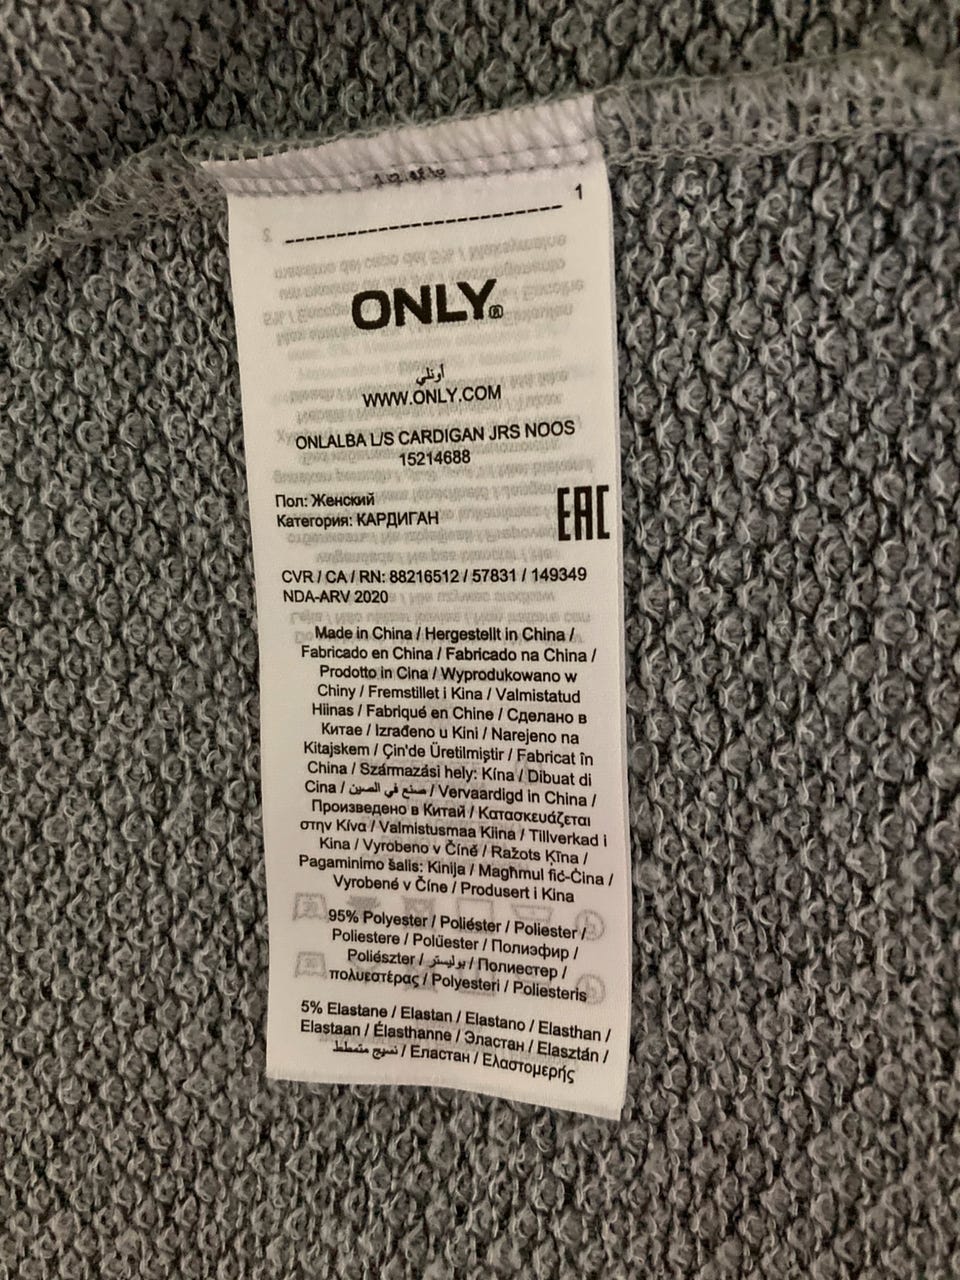 1
ONLY®
أونلي
WWW.ONLY.COM
ONLALBA L/S CARDIGAN JRS NOOS
15214688
Пол: Женский
Категория: КАРДИГАН
EAC
CVR / CA / RN: 88216512 / 57831 / 149349
NDA-ARV 2020
Made in China / Hergestellt in China /
Fabricado en China / Fabricado na China /
Prodotto in Cina / Wyprodukowano w
Chiny / Fremstillet i Kina / Valmistatud
Hiinas / Fabriqué en Chine / Сделано в
Китае / Izrađeno u Kini / Narejeno na
Kitajskem / Çin'de Üretilmiştir / Fabricat în
China / Származási hely: Kína / Dibuat di
Cina / صنع في الصين / Vervaardigd in China /
Произведено в Китай / Κατασκευάζεται
στην Κίνα / Valmistusmaa Kiina / Tillverkad i
Kina / Vyrobeno v Číně / Ražots Ķīna /
Pagaminimo šalis: Kinija / Magħmul fiċ-Ċina /
Vyrobené v Číne / Produsert i Kina
95% Polyester / Poliéster / Poliester /
Poliestere / Polüester / Полиэфир /
Poliészter / بوليستر / Полиестер /
πολυεστέρας / Polyesteri / Poliesteris
5% Elastane / Elastan / Elastano / Elasthan /
Elastaan / Élasthanne / Эластан / Elasztán /
نسيج متمطط / Еластан / Ελαστομερής